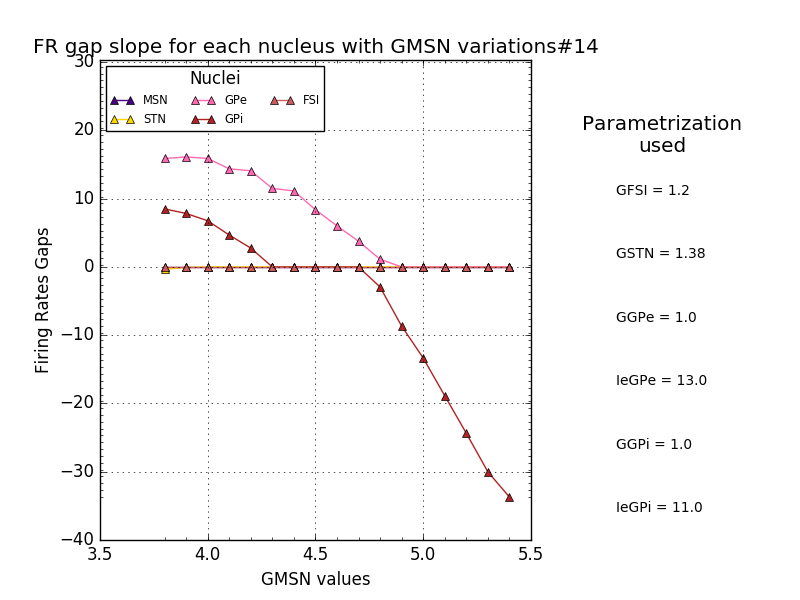 FR gap slope for each nucleus with GMSN variations#14
Nuclei
MSN GPe FSI
STN GPi
30
20
10
0
−10
−20
−30
−40
Firing Rates Gaps
3.5 4.0 4.5 5.0 5.5
GMSN values
Parametrization
used
GFSI = 1.2
GSTN = 1.38
GGPe = 1.0
IeGPe = 13.0
GGPi = 1.0
IeGPi = 11.0